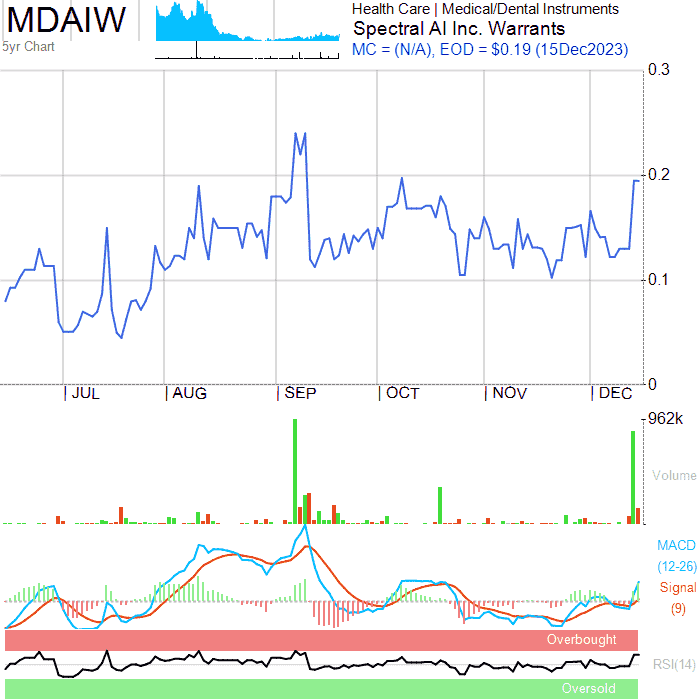 MDAIW
5yr Chart
Health Care | Medical/Dental Instruments
Spectral AI Inc. Warrants
MC = (N/A), EOD = $0.19 (15Dec2023)
0.3
0.2
0.1
0
JUL AUG SEP OCT NOV DEC
962k
Volume
MACD
(12-26)
Signal
(9)
Overbought
RSI(14)
Oversold